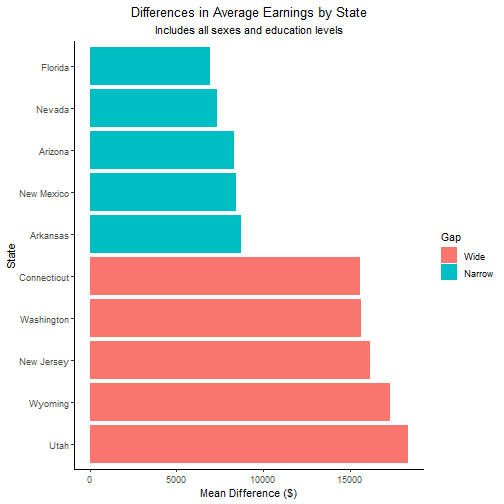 Differences in Average Earnings by State
Includes all sexes and education levels
Florida
Nevada
Arizona
New Mexico
Arkansas
Connecticut
Washington
New Jersey
Wyoming
Utah
State
0
5000
10000
15000
Mean Difference ($)
Gap
Wide
Narrow